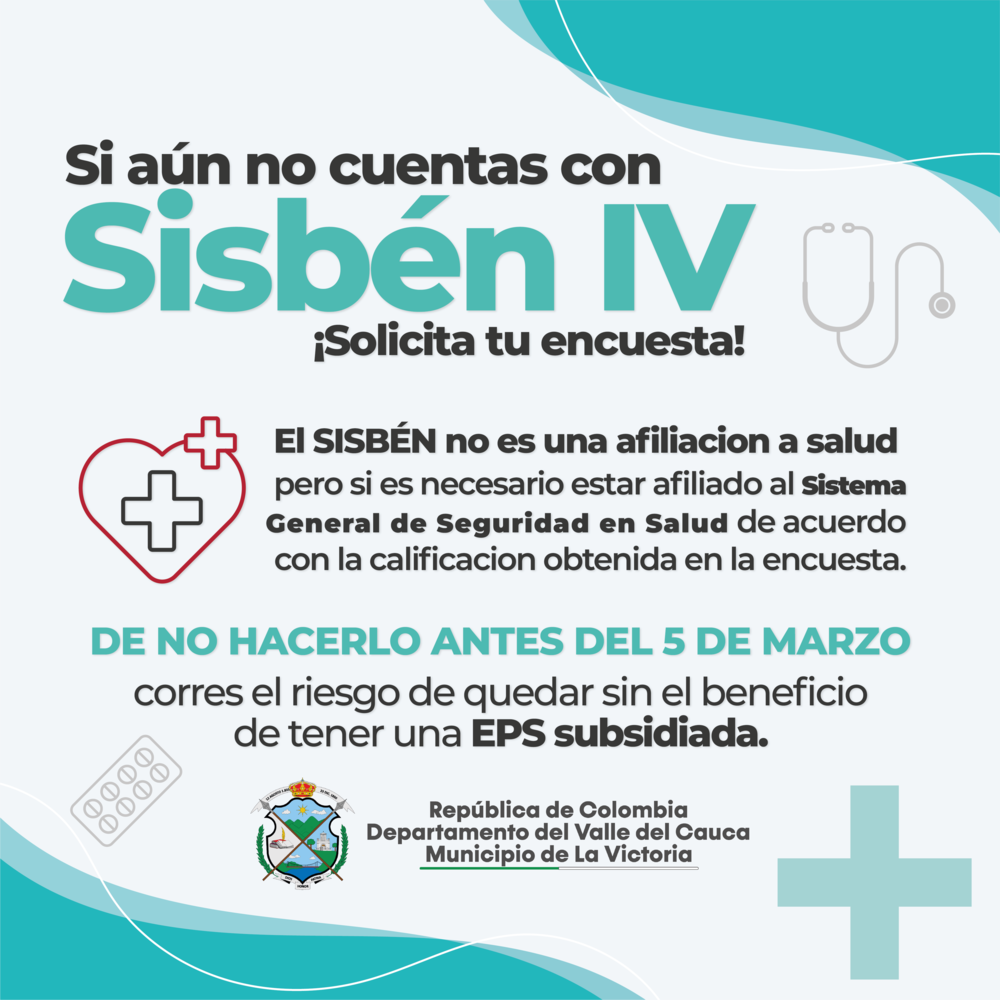 Si aún no cuentas con
Sisbén IV
¡Solicita tu encuesta!
El SISBÉN no es una afiliacion a salud
pero si es necesario estar afiliado al Sistema
General de Seguridad en Salud de acuerdo
con la calificacion obtenida en la encuesta.
DE NO HACERLO ANTES DEL 5 DE MARZO
corres el riesgo de quedar sin el beneficio
de tener una EPS subsidiada.
República de Colombia
Departamento del Valle del Cauca
Municipio de La Victoria